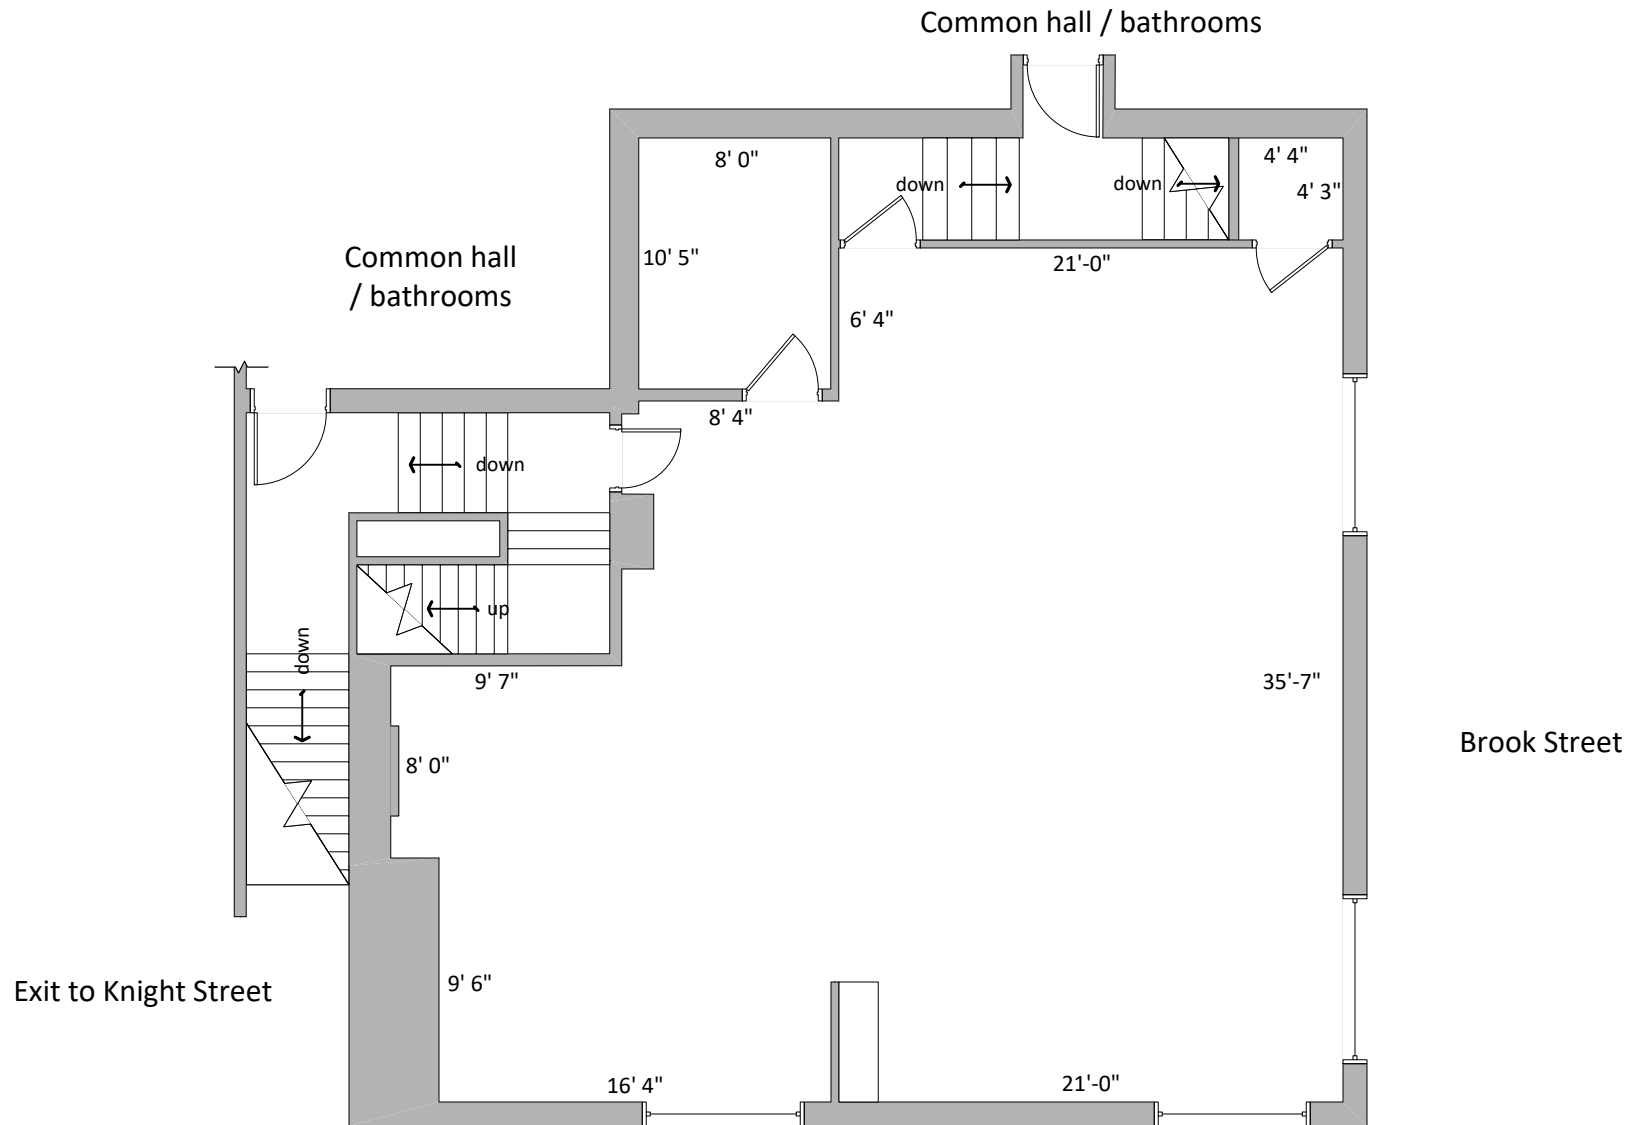 Common hall / bathrooms
8' 0"
4' 4"
down
down
4' 3"
Common hall
/ bathrooms
10' 5"
21'-0"
6' 4"
8' 4"
down
up
down
9' 7"
35'-7"
Brook Street
8' 0"
9' 6"
Exit to Knight Street
16' 4"
21'-0"